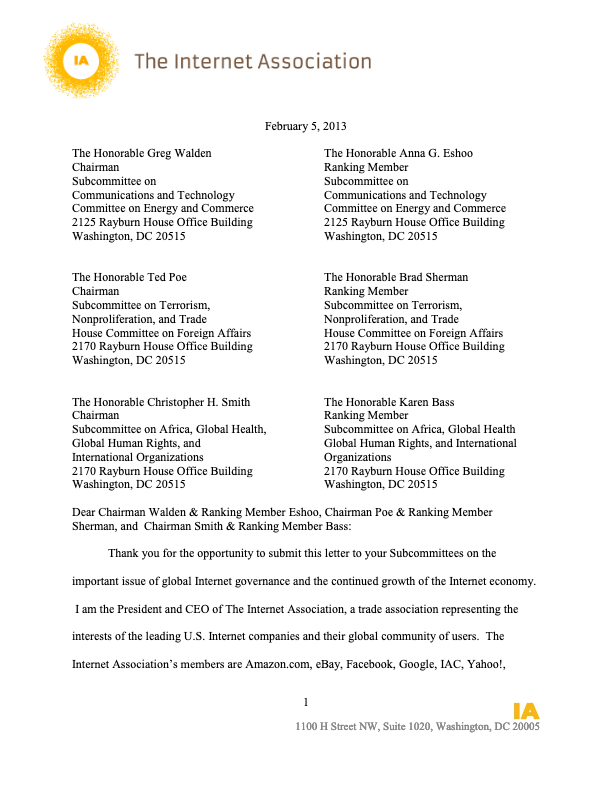 IA
The Internet Association
February 5, 2013
The Honorable Greg Walden
Chairman
Subcommittee on
Communications and Technology
Committee on Energy and Commerce
2125 Rayburn House Office Building
Washington, DC 20515
The Honorable Anna G. Eshoo
Ranking Member
Subcommittee on
Communications and Technology
Committee on Energy and Commerce
2125 Rayburn House Office Building
Washington, DC 20515
The Honorable Ted Poe
Chairman
Subcommittee on Terrorism,
Nonproliferation, and Trade
House Committee on Foreign Affairs
2170 Rayburn House Office Building
Washington, DC 20515
The Honorable Brad Sherman
Ranking Member
Subcommittee on Terrorism,
Nonproliferation, and Trade
House Committee on Foreign Affairs
2170 Rayburn House Office Building
Washington, DC 20515
The Honorable Christopher H. Smith
Chairman
Subcommittee on Africa, Global Health,
Global Human Rights, and
International Organizations
2170 Rayburn House Office Building
Washington, DC 20515
The Honorable Karen Bass
Ranking Member
Subcommittee on Africa, Global Health
Global Human Rights, and International
Organizations
2170 Rayburn House Office Building
Washington, DC 20515
Dear Chairman Walden & Ranking Member Eshoo, Chairman Poe & Ranking Member
Sherman, and  Chairman Smith & Ranking Member Bass:
Thank you for the opportunity to submit this letter to your Subcommittees on the
important issue of global Internet governance and the continued growth of the Internet economy.
I am the President and CEO of The Internet Association, a trade association representing the
interests of the leading U.S. Internet companies and their global community of users.  The
Internet Association’s members are Amazon.com, eBay, Facebook, Google, IAC, Yahoo!,
1
IA
1100 H Street NW, Suite 1020, Washington, DC 20005